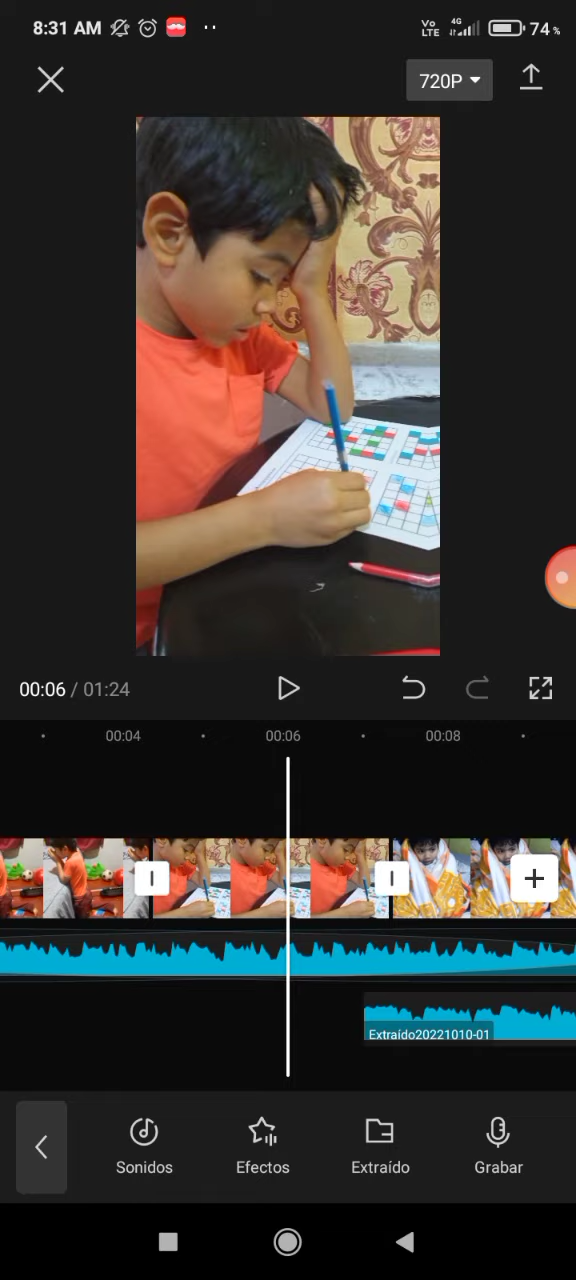 8:31 AM
Vo LTE 4G 74%
720P
00:06 / 01:24
00:04 00:06 00:08
Extraído20221010-01
Sonidos Efectos Extraído Grabar